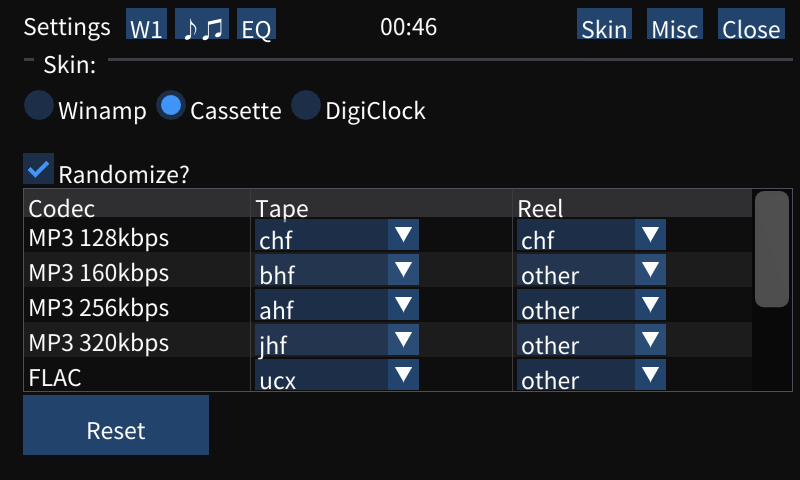 Settings W1 ♪♫ EQ 00:46 Skin Misc Close
Skin:
Winamp Cassette DigiClock
Randomize?
Codec Tape Reel
MP3 128kbps chf chf
MP3 160kbps bhf other
MP3 256kbps ahf other
MP3 320kbps jhf other
FLAC ucx other
Reset